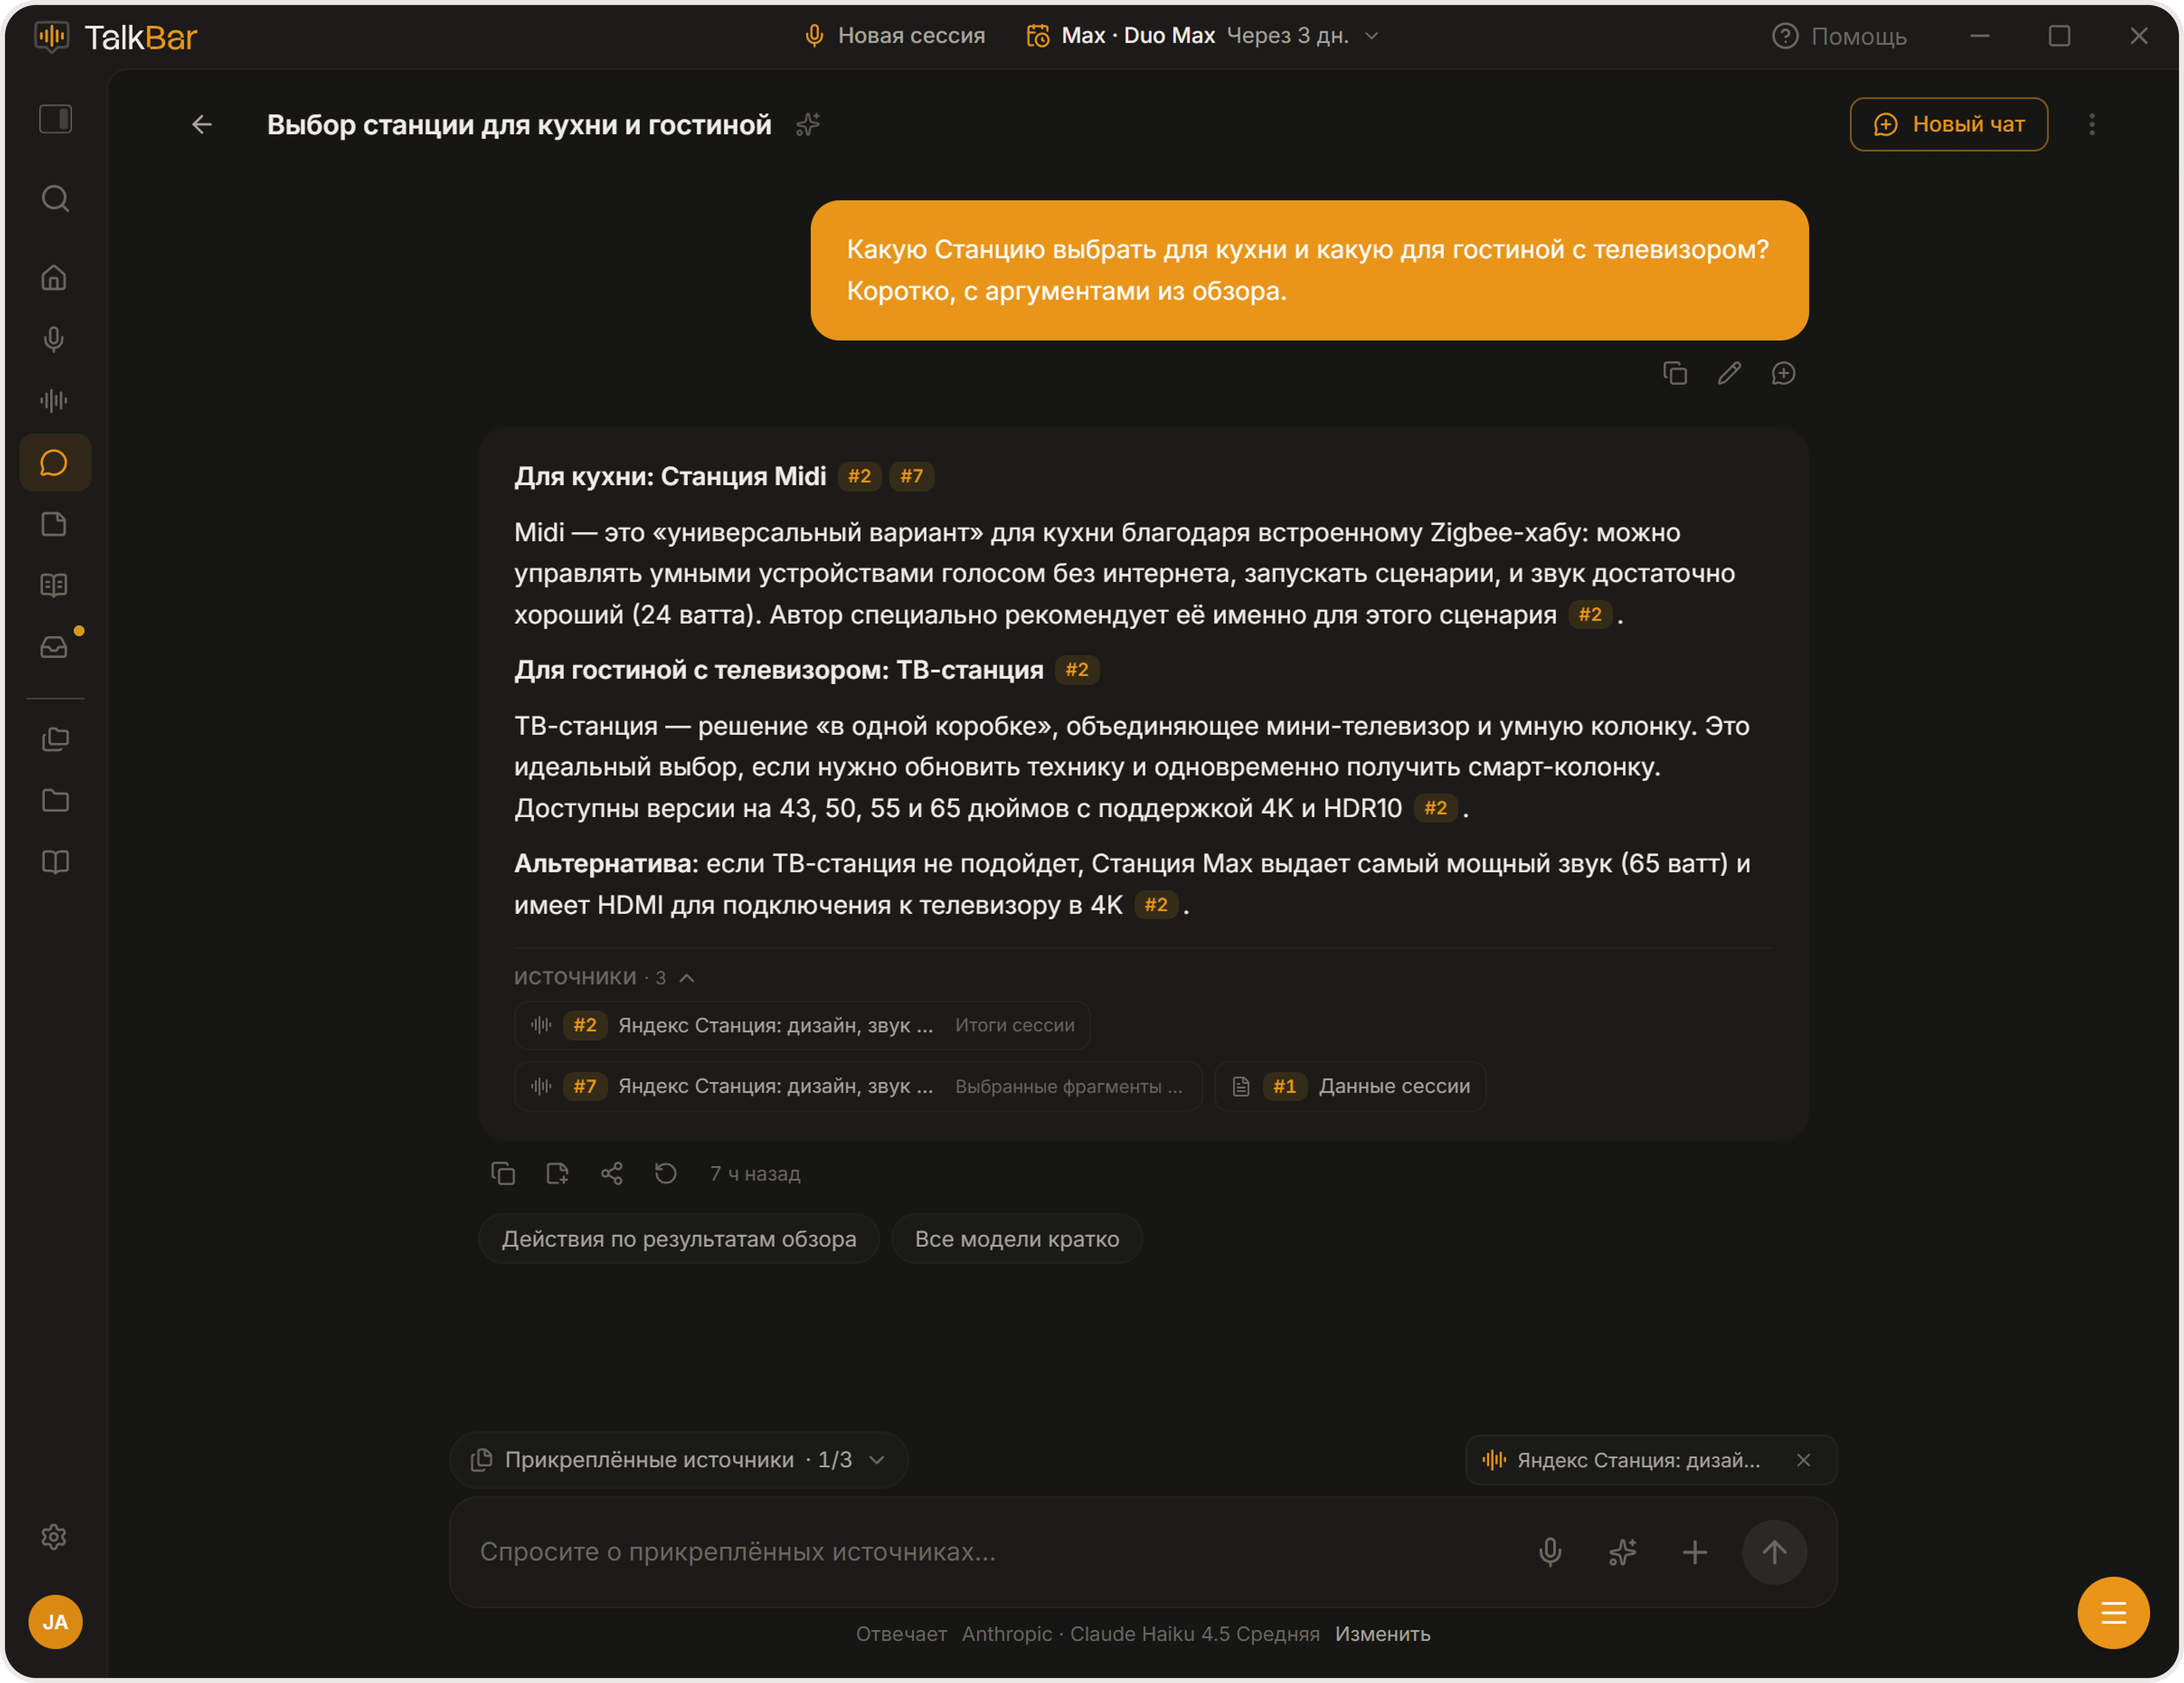 TalkBar
Новая сессия
Max · Duo Max Через 3 дн.
Помощь
Выбор станции для кухни и гостиной
Новый чат
Какую Станцию выбрать для кухни и какую для гостиной с телевизором?
Коротко, с аргументами из обзора.
Для кухни: Станция Midi #2 #7
Midi — это «универсальный вариант» для кухни благодаря встроенному Zigbee-хабу: можно
управлять умными устройствами голосом без интернета, запускать сценарии, и звук достаточно
хороший (24 ватта). Автор специально рекомендует её именно для этого сценария #2 .
Для гостиной с телевизором: ТВ-станция #2
ТВ-станция — решение «в одной коробке», объединяющее мини-телевизор и умную колонку. Это
идеальный выбор, если нужно обновить технику и одновременно получить смарт-колонку.
Доступны версии на 43, 50, 55 и 65 дюймов с поддержкой 4K и HDR10 #2 .
Альтернатива: если ТВ-станция не подойдет, Станция Max выдает самый мощный звук (65 ватт) и
имеет HDMI для подключения к телевизору в 4K #2 .
ИСТОЧНИКИ · 3
#2 Яндекс Станция: дизайн, звук ... Итоги сессии
#7 Яндекс Станция: дизайн, звук ... Выбранные фрагменты ...
#1 Данные сессии
7 ч назад
Действия по результатам обзора
Все модели кратко
Прикреплённые источники · 1/3
Яндекс Станция: дизай...
Спросите о прикреплённых источниках...
Отвечает Anthropic · Claude Haiku 4.5 Средняя Изменить
JA